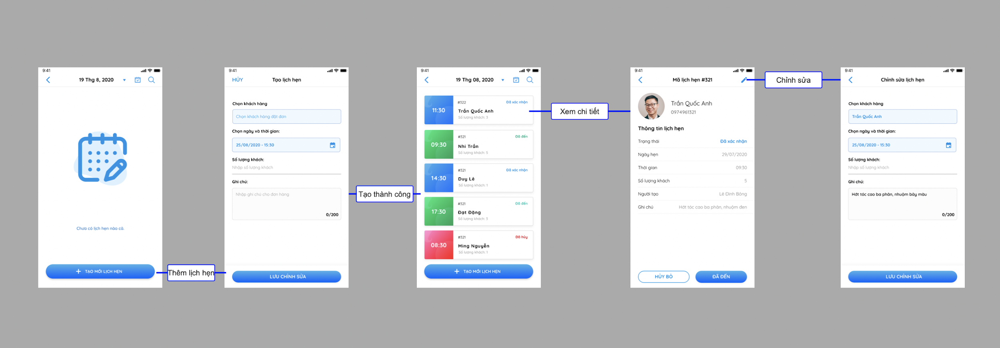 9:41
19 Thg 8, 2020
Chưa có lịch hẹn nào cả.
+ TẠO MỚI LỊCH HẸN
Thêm lịch hẹn
9:41
HỦY
Tạo lịch hẹn
Chọn khách hàng
Chọn khách hàng đặt đơn
Chọn ngày và thời gian:
25/08/2020 - 15:30
Số lượng khách:
Nhập số lượng khách
Ghi chú:
Nhập ghi chú cho đơn hàng
0/200
LƯU CHỈNH SỬA
Tạo thành công
9:41
19 Thg 08, 2020
11:30
#322
Đã xác nhận
Trần Quốc Anh
Số lượng khách: 3
09:30
#321
Đã đến
Nhi Trần
Số lượng khách: 5
14:30
#321
Đã xác nhận
Duy Lê
Số lượng khách: 1
17:30
#321
Đã đến
Đạt Đặng
Số lượng khách: 3
08:30
#321
Đã hủy
Ming Nguyễn
Số lượng khách: 1
+ TẠO MỚI LỊCH HẸN
Xem chi tiết
9:41
Mã lịch hẹn #321
Trần Quốc Anh
0974961321
Thông tin lịch hẹn
Trạng thái Đã xác nhận
Ngày hẹn 29/07/2020
Thời gian 09:30
Số lượng khách 5
Người tạo Lê Đình Bông
Ghi chú Hớt tóc cao ba phân, nhuộm đen
HỦY BỎ
ĐÃ ĐẾN
Chỉnh sửa
9:41
Chỉnh sửa lịch hẹn
Chọn khách hàng
Trần Quốc Anh
Chọn ngày và thời gian:
25/08/2020 - 15:30
Số lượng khách:
Nhập số lượng khách
Ghi chú:
Hớt tóc cao ba phân, nhuộm bảy màu
0/200
LƯU CHỈNH SỬA